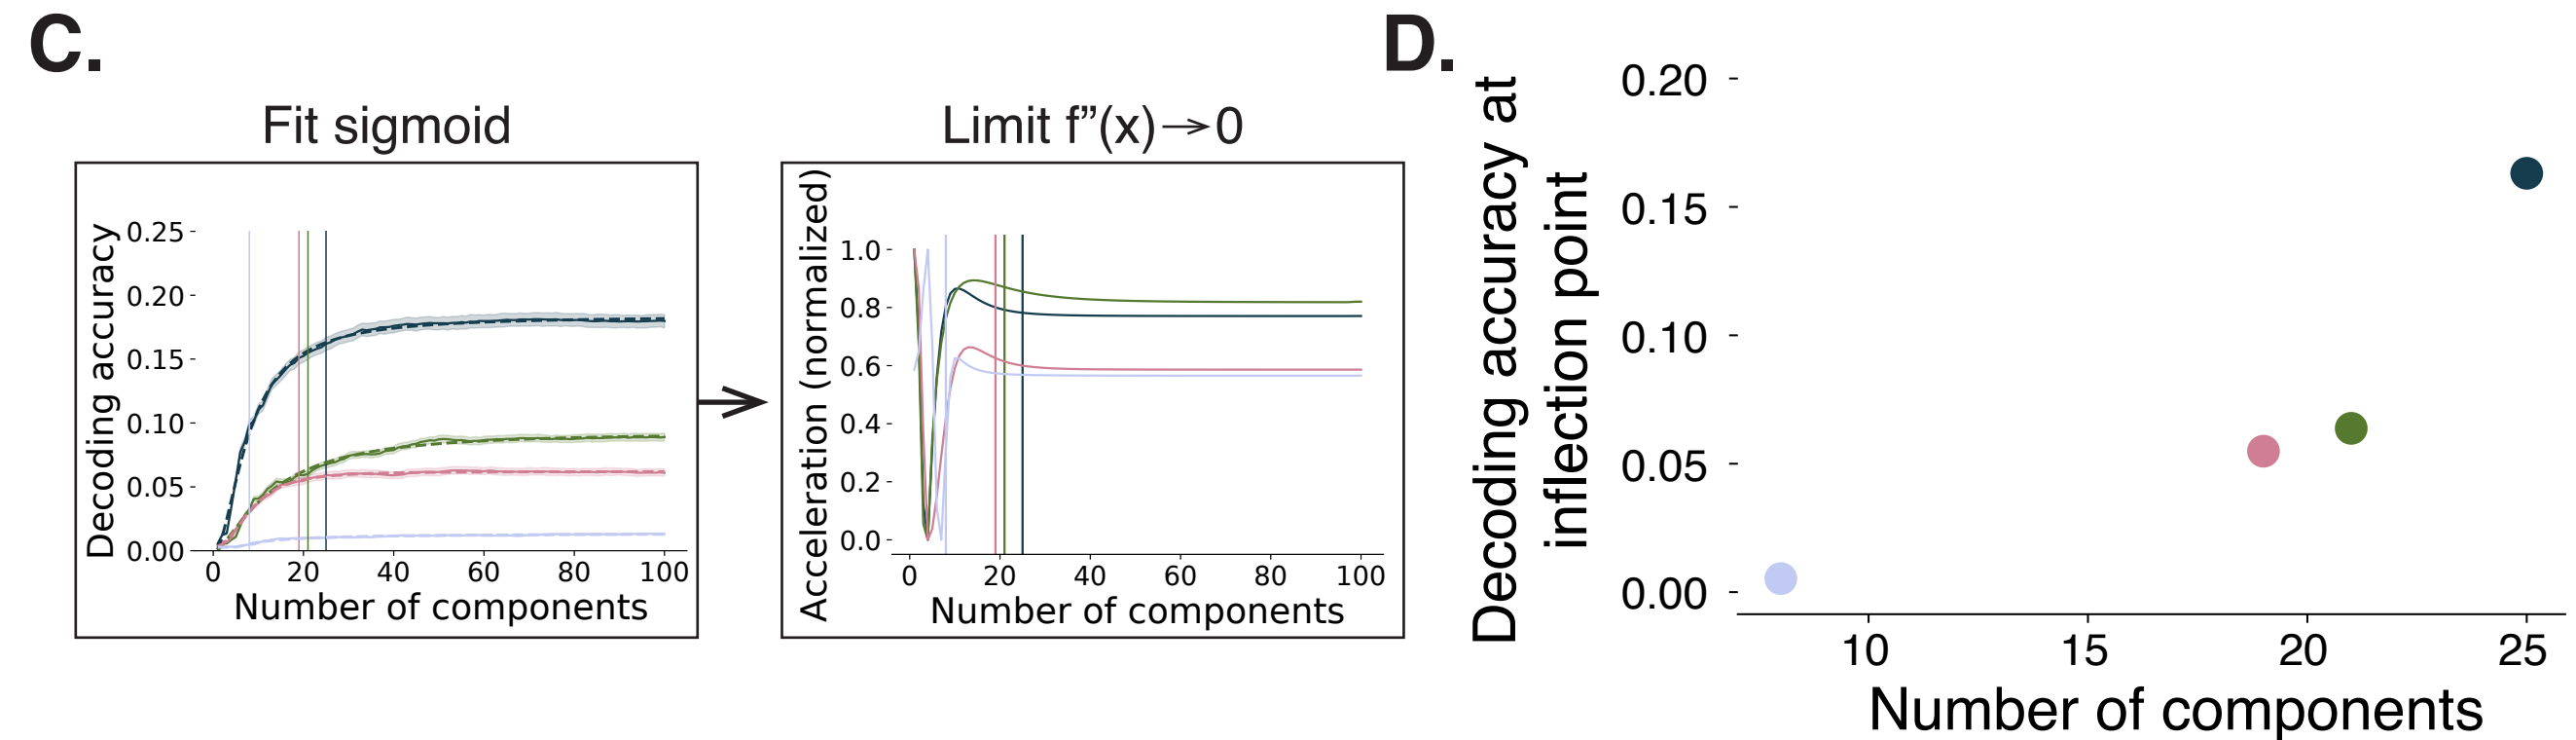 C.
Fit sigmoid
Decoding accuracy
0.25
0.20
0.15
0.10
0.05
0.00
0 20 40 60 80 100
Number of components
Limit f”(x)→0
Acceleration (normalized)
1.0
0.8
0.6
0.4
0.2
0.0
0 20 40 60 80 100
Number of components
D.
Decoding accuracy at
inflection point
0.20
0.15
0.10
0.05
0.00
10 15 20 25
Number of components